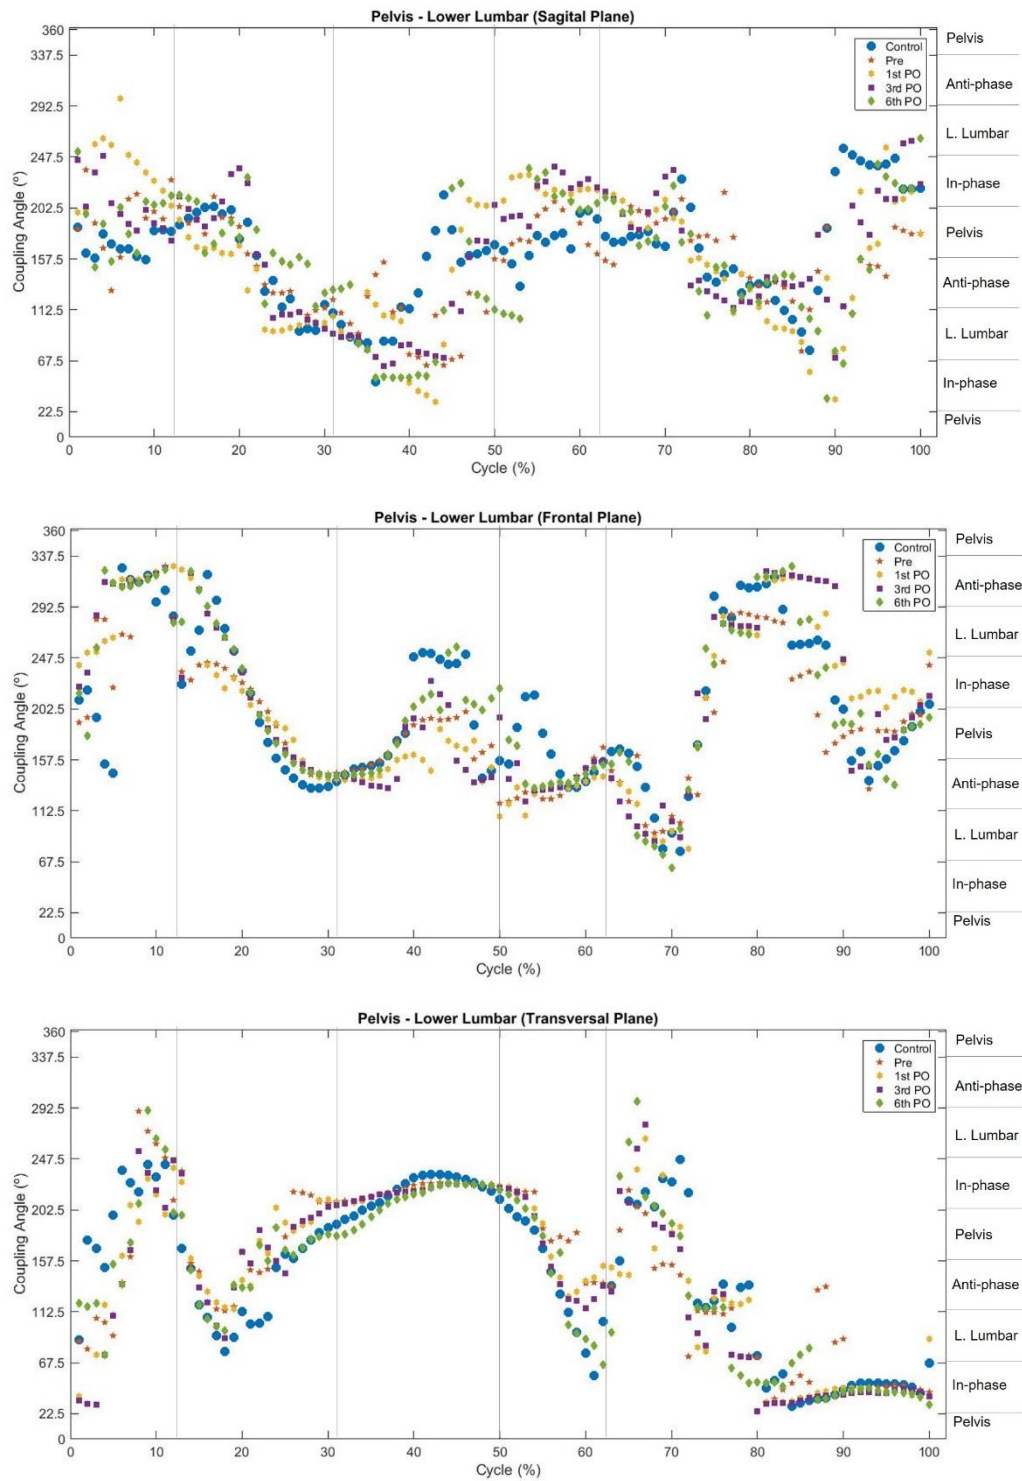 Pelvis - Lower Lumbar (Sagital Plane)
360
337.5
292.5
247.5
202.5
157.5
112.5
67.5
22.5
0
Coupling Angle (º)
0 10 20 30 40 50 60 70 80 90 100
Cycle (%)
Control
Pre
1st PO
3rd PO
6th PO
Pelvis
Anti-phase
L. Lumbar
In-phase
Pelvis
Anti-phase
L. Lumbar
In-phase
Pelvis
Pelvis - Lower Lumbar (Frontal Plane)
360
337.5
292.5
247.5
202.5
157.5
112.5
67.5
22.5
0
Coupling Angle (º)
0 10 20 30 40 50 60 70 80 90 100
Cycle (%)
Control
Pre
1st PO
3rd PO
6th PO
Pelvis
Anti-phase
L. Lumbar
In-phase
Pelvis
Anti-phase
L. Lumbar
In-phase
Pelvis
Pelvis - Lower Lumbar (Transversal Plane)
360
337.5
292.5
247.5
202.5
157.5
112.5
67.5
22.5
0
Coupling Angle (º)
0 10 20 30 40 50 60 70 80 90 100
Cycle (%)
Control
Pre
1st PO
3rd PO
6th PO
Pelvis
Anti-phase
L. Lumbar
In-phase
Pelvis
Anti-phase
L. Lumbar
In-phase
Pelvis